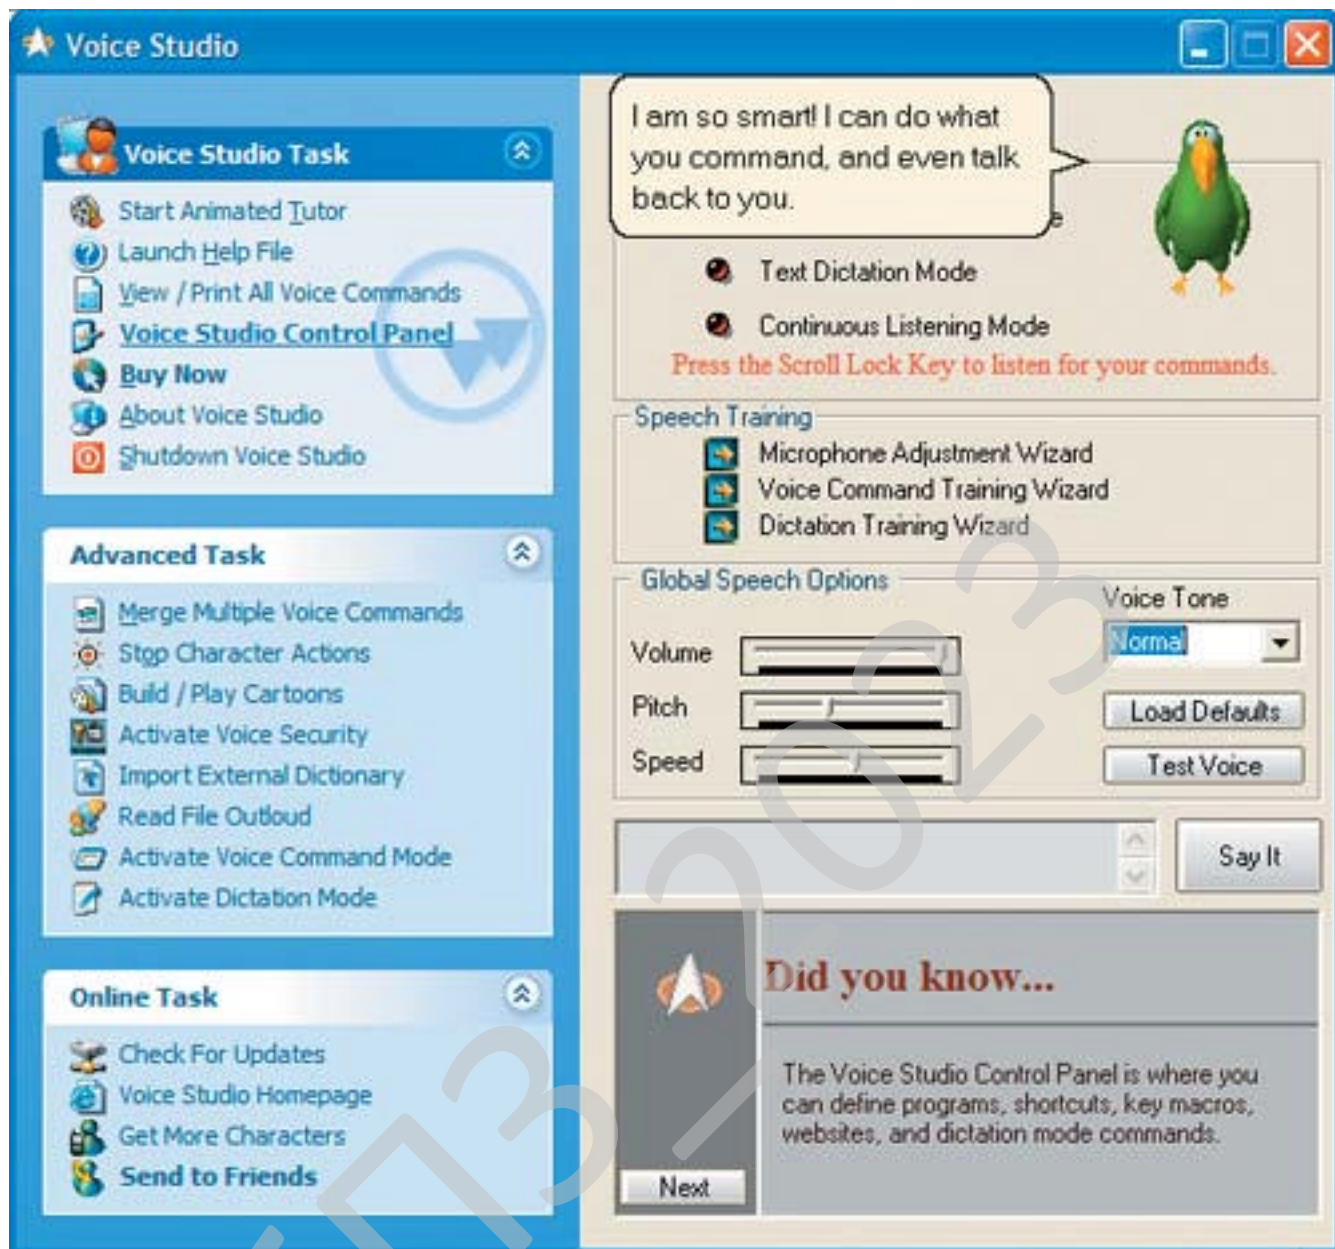 Voice Studio
Voice Studio Task
Start Animated Tutor
Launch Help File
View / Print All Voice Commands
Voice Studio Control Panel
Buy Now
About Voice Studio
Shutdown Voice Studio
Advanced Task
Merge Multiple Voice Commands
Stop Character Actions
Build / Play Cartoons
Activate Voice Security
Import External Dictionary
Read File Outloud
Activate Voice Command Mode
Activate Dictation Mode
Online Task
Check For Updates
Voice Studio Homepage
Get More Characters
Send to Friends
I am so smart! I can do what
you command, and even talk
back to you.
Text Dictation Mode
Continuous Listening Mode
Press the Scroll Lock Key to listen for your commands.
Speech Training
Microphone Adjustment Wizard
Voice Command Training Wizard
Dictation Training Wizard
Global Speech Options
Voice Tone
Volume
Normal
Pitch
Load Defaults
Speed
Test Voice
Say It
Did you know...
The Voice Studio Control Panel is where you
can define programs, shortcuts, key macros,
websites, and dictation mode commands.
Next